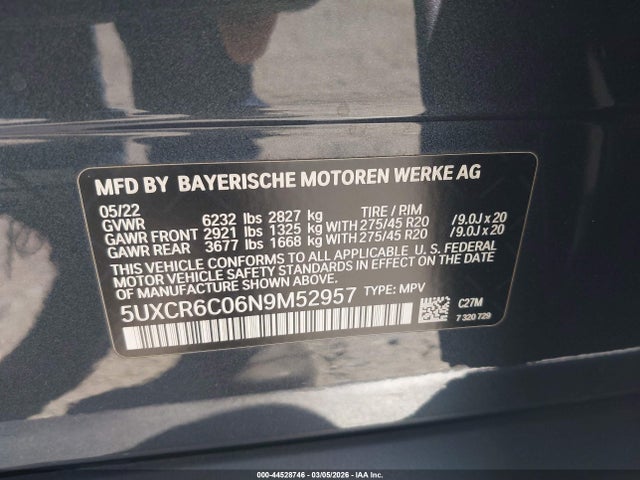 MFD BY BAYERISCHE MOTOREN WERKE AG
05/22
GVWR 6232 lbs 2827 kg TIRE / RIM
GAWR FRONT 2921 lbs 1325 kg WITH 275/45 R20 /9.0J x 20
GAWR REAR 3677 lbs 1668 kg WITH 275/45 R20 /9.0J x 20
THIS VEHICLE CONFORMS TO ALL APPLICABLE U. S. FEDERAL
MOTOR VEHICLE SAFETY STANDARDS IN EFFECT ON THE DATE
OF MANUFACTURE SHOWN ABOVE.
5UXCR6C06N9M52957 TYPE: MPV
C27M
7 320 729
000-44528746 | 03/05/2026 | IAA Inc.